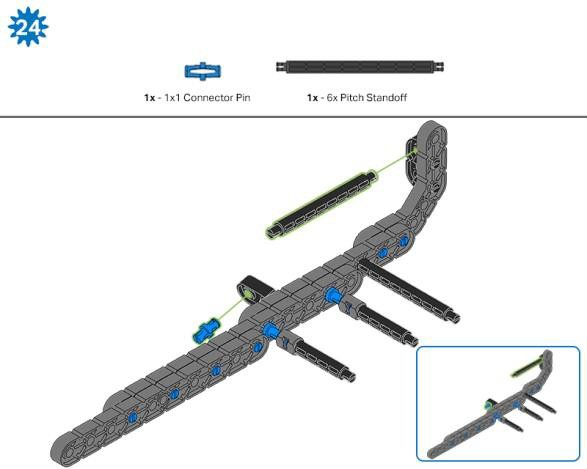 24
1x - 1x1 Connector Pin
1x - 6x Pitch Standoff